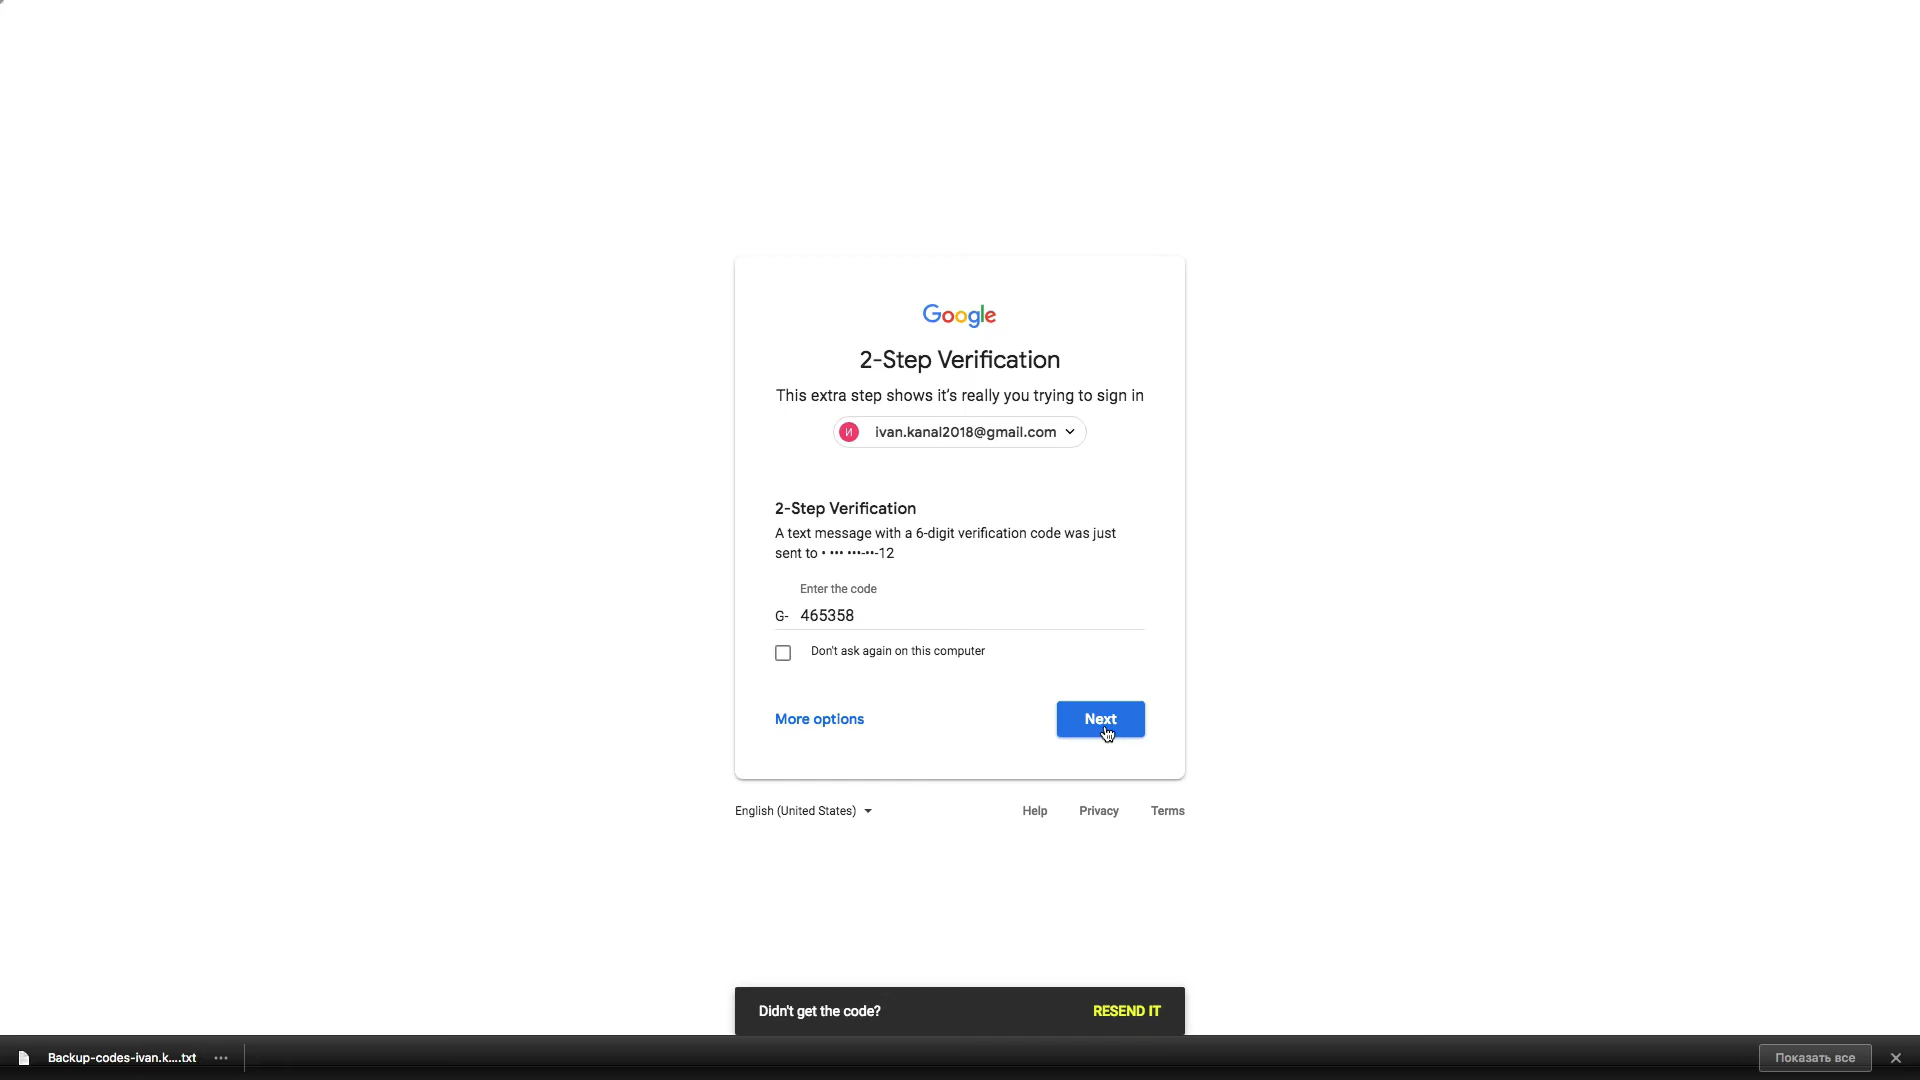 Google
2-Step Verification
This extra step shows it's really you trying to sign in
И ivan.kanal2018@gmail.com
2-Step Verification
A text message with a 6-digit verification code was just
sent to • ••• •••-••-12
Enter the code
G- 465358
Don't ask again on this computer
More options
Next
English (United States)
Help Privacy Terms
Didn't get the code? RESEND IT
Backup-codes-ivan.k....txt
Показать все